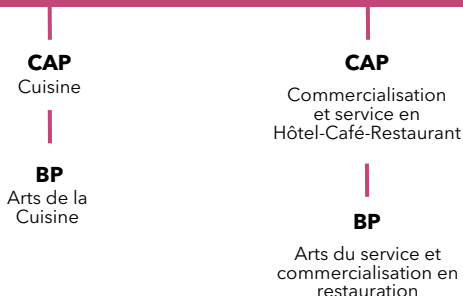 CAP
Cuisine
BP
Arts de la
Cuisine
CAP
Commercialisation
et service en
Hôtel-Café-Restaurant
BP
Arts du service et
commercialisation en
restauration